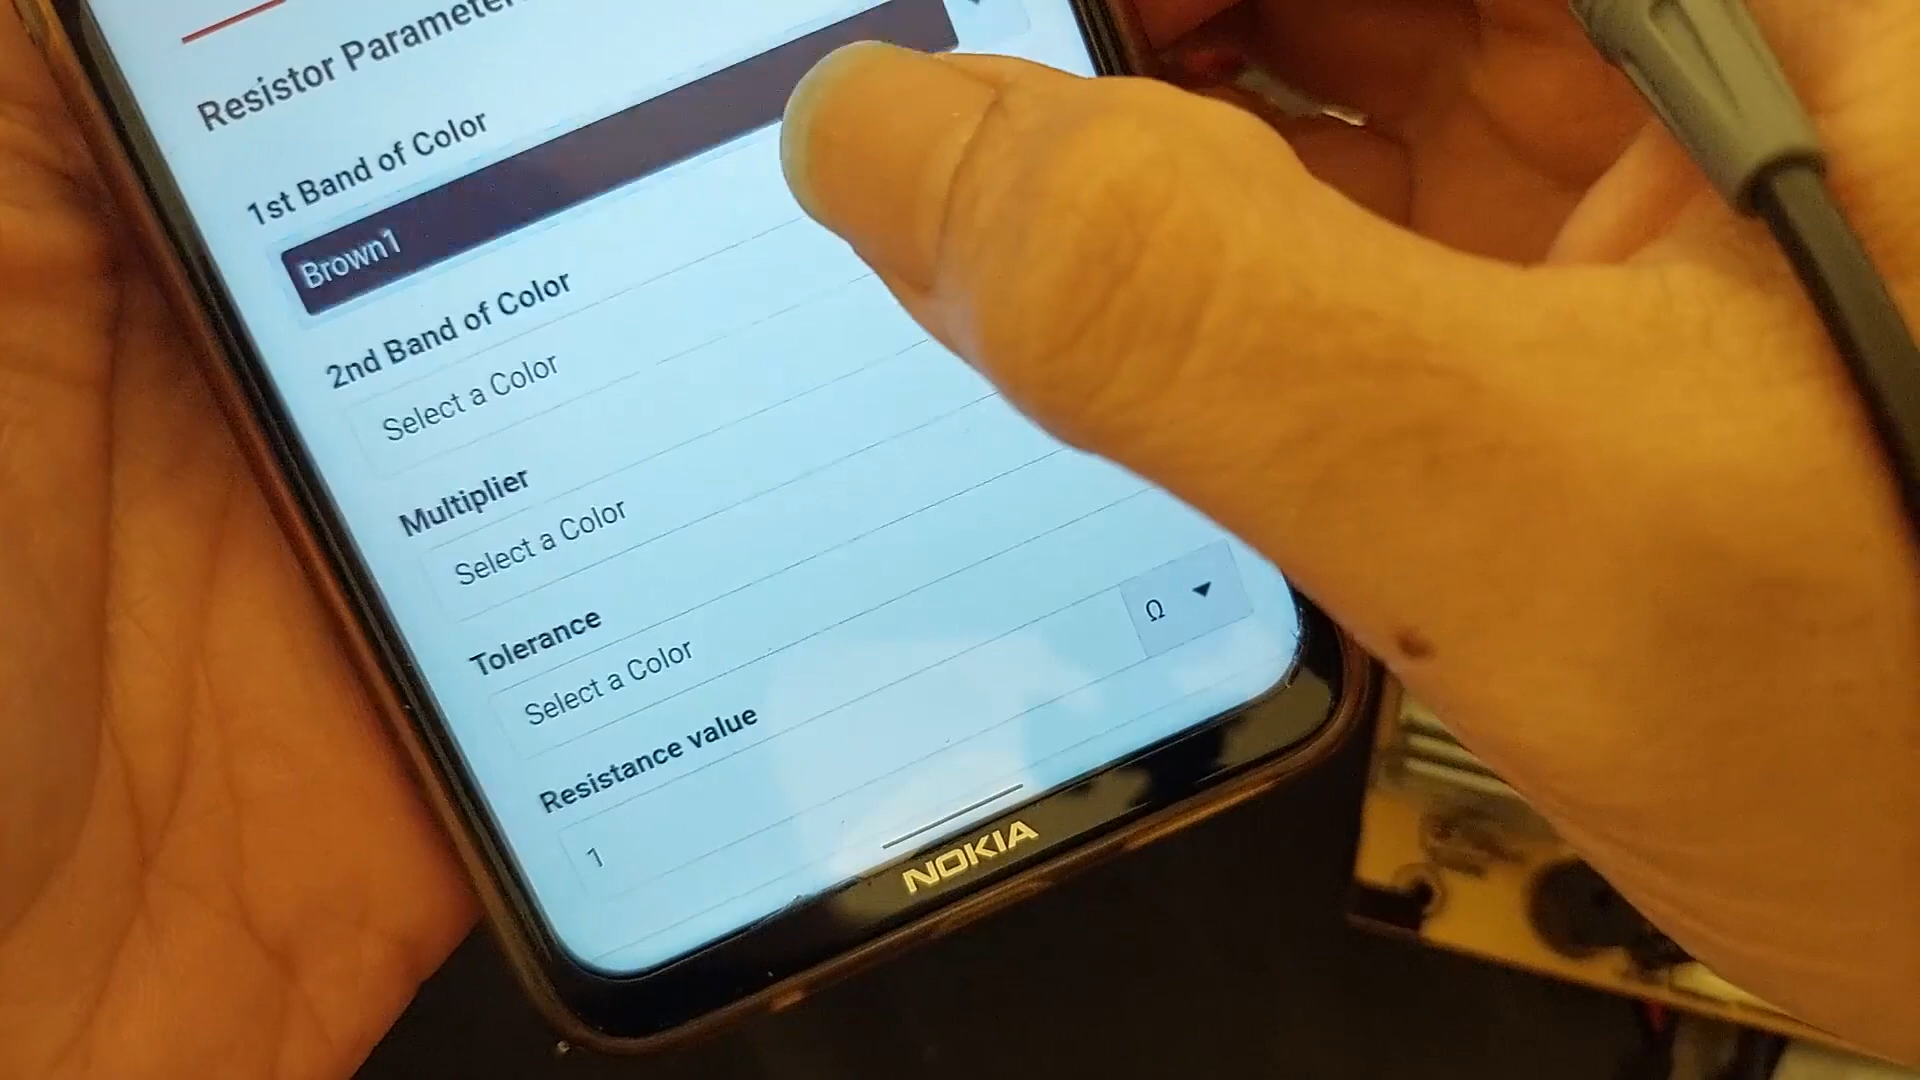 Resistor Parameters
1st Band of Color
Brown1
2nd Band of Color
Select a Color
Multiplier
Select a Color
Tolerance
Select a Color
Resistance value
1
Ω
NOKIA